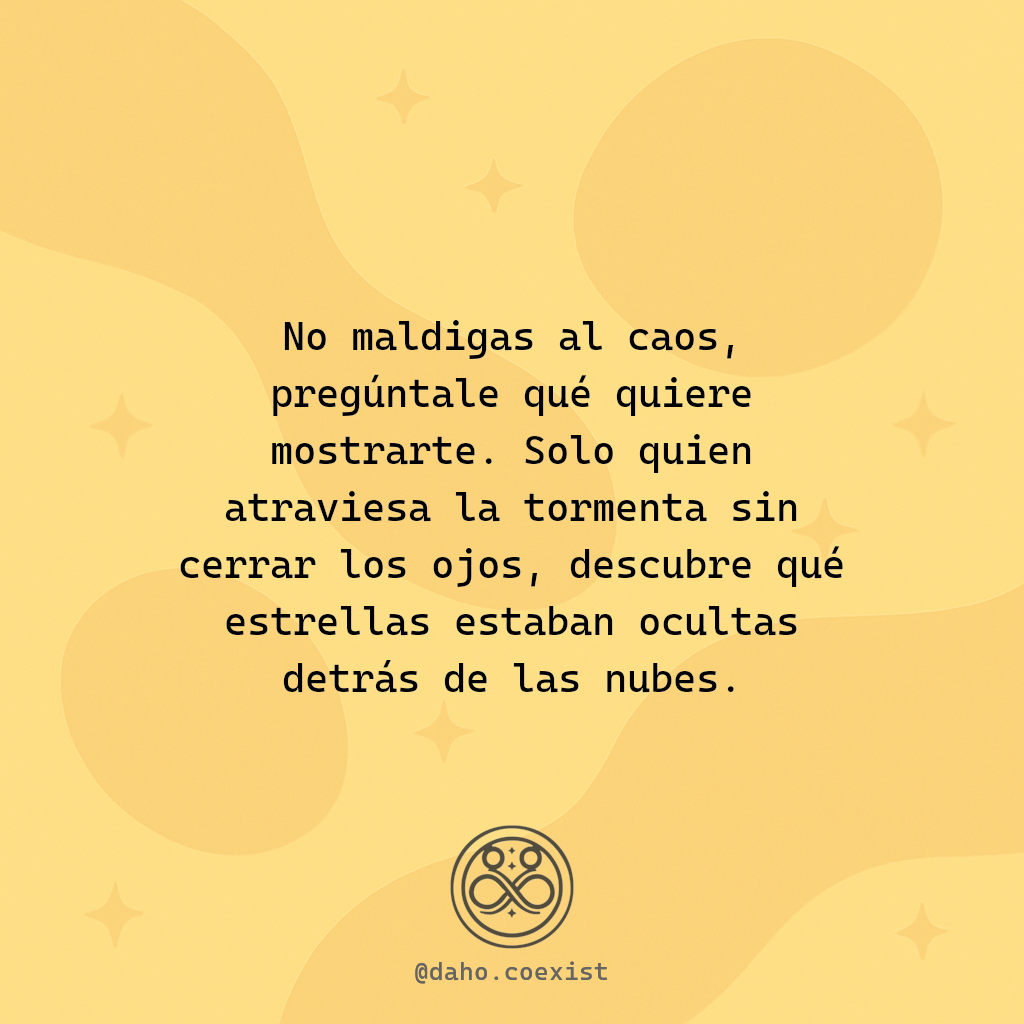 No maldigas al caos,
pregúntale qué quiere
mostrarte. Solo quien
atraviesa la tormenta sin
cerrar los ojos, descubre qué
estrellas estaban ocultas
detrás de las nubes.
@daho.coexist